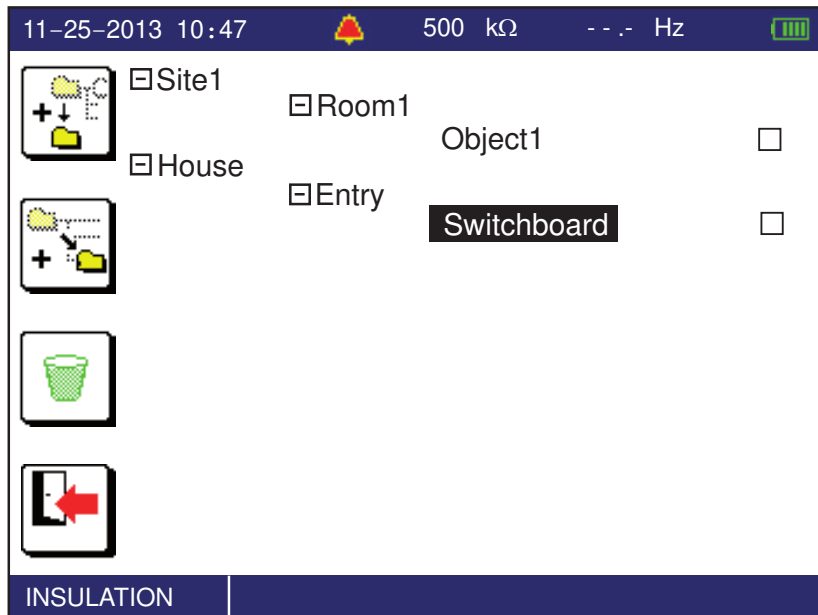 11-25-2013 10:47 500 kΩ - - .- Hz
Site1
Room1
Object1
House
Entry
Switchboard
INSULATION